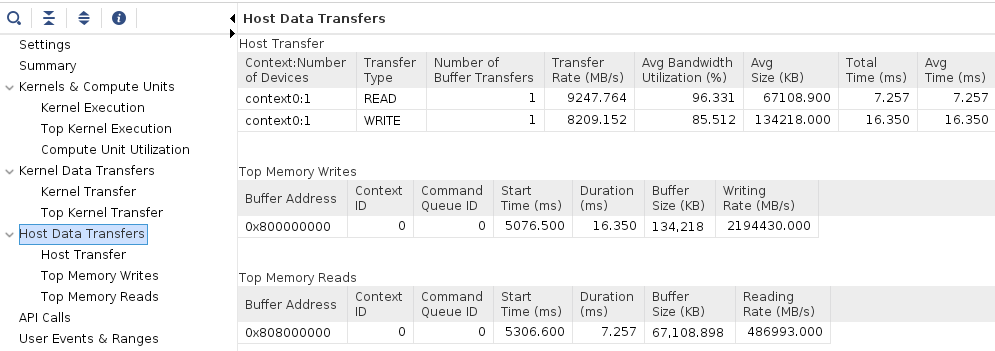 Host Data Transfers
Settings
Summary
Kernels & Compute Units
Kernel Execution
Top Kernel Execution
Compute Unit Utilization
Kernel Data Transfers
Kernel Transfer
Top Kernel Transfer
Host Data Transfers
Host Transfer
Top Memory Writes
Top Memory Reads
API Calls
User Events & Ranges
Host Transfer
Context:Number Transfer Number of Transfer Avg Bandwidth Avg Total Avg
of Devices Type Buffer Transfers Rate (MB/s) Utilization (%) Size (KB) Time (ms) Time (ms)
context0:1 READ 1 9247.764 96.331 67108.900 7.257 7.257
context0:1 WRITE 1 8209.152 85.512 134218.000 16.350 16.350
Top Memory Writes
Buffer Address Context Command Start Duration Buffer Writing
ID Queue ID Time (ms) (ms) Size (KB) Rate (MB/s)
0x800000000 0 0 5076.500 16.350 134,218 2194430.000
Top Memory Reads
Buffer Address Context Command Start Duration Buffer Reading
ID Queue ID Time (ms) (ms) Size (KB) Rate (MB/s)
0x808000000 0 0 5306.600 7.257 67,108.898 486993.000